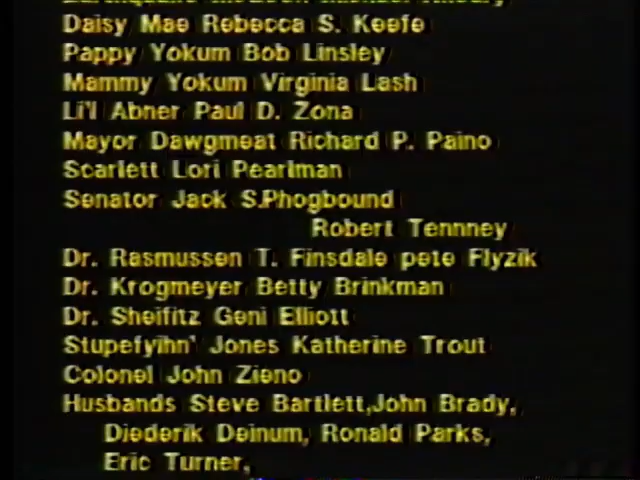 Daisy Mae Rebecca S. Keefe
Pappy Yokum Bob Linsley
Mammy Yokum Virginia Lash
Li'l Abner Paul D. Zona
Mayor Dawgmeat Richard P. Paino
Scarlett Lori Pearlman
Senator Jack S.Phogbound
Robert Tennney
Dr. Rasmussen T. Finsdale pete Flyzik
Dr. Krogmeyer Betty Brinkman
Dr. Sheifitz Geni Elliott
Stupefyihn' Jones Katherine Trout
Colonel John Zieno
Husbands Steve Bartlett,John Brady,
Diederik Deinum, Ronald Parks,
Eric Turner,